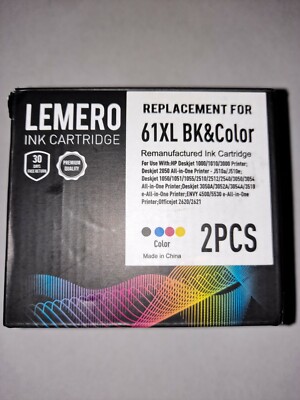 LEMERO
INK CARTRIDGE
30
DAYS
PREMIUM
QUALITY
REPLACEMENT FOR
61XL BK&Color
Remanufactured Ink Cartridge
For Use With:HP Deskjet 1000/1010/3000 Printer;
Deskjet 2050 All-in-One Printer - J510a/J510e;
Deskjet 1050/1051/1055/2510/2512/2540/3050/3054
All-in-One Printer;Deskjet 3050A/3052A/3054A/3510
e-All-in-One Printer;ENVY 4500/5530 e-All-in-One
Printer;Officejet 2620/2621
Color
2PCS
Made in China